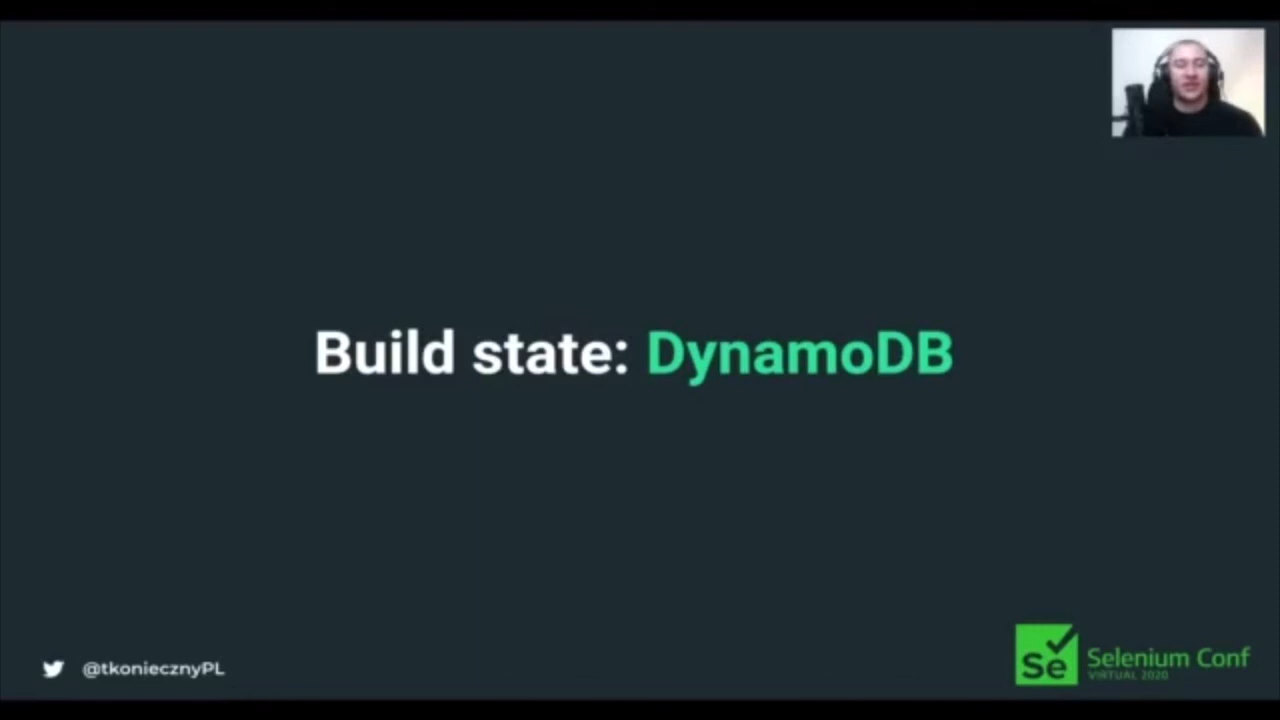 Build state: DynamoDB
@tkoniecznyPL
Se
Selenium Conf
VIRTUAL 2020